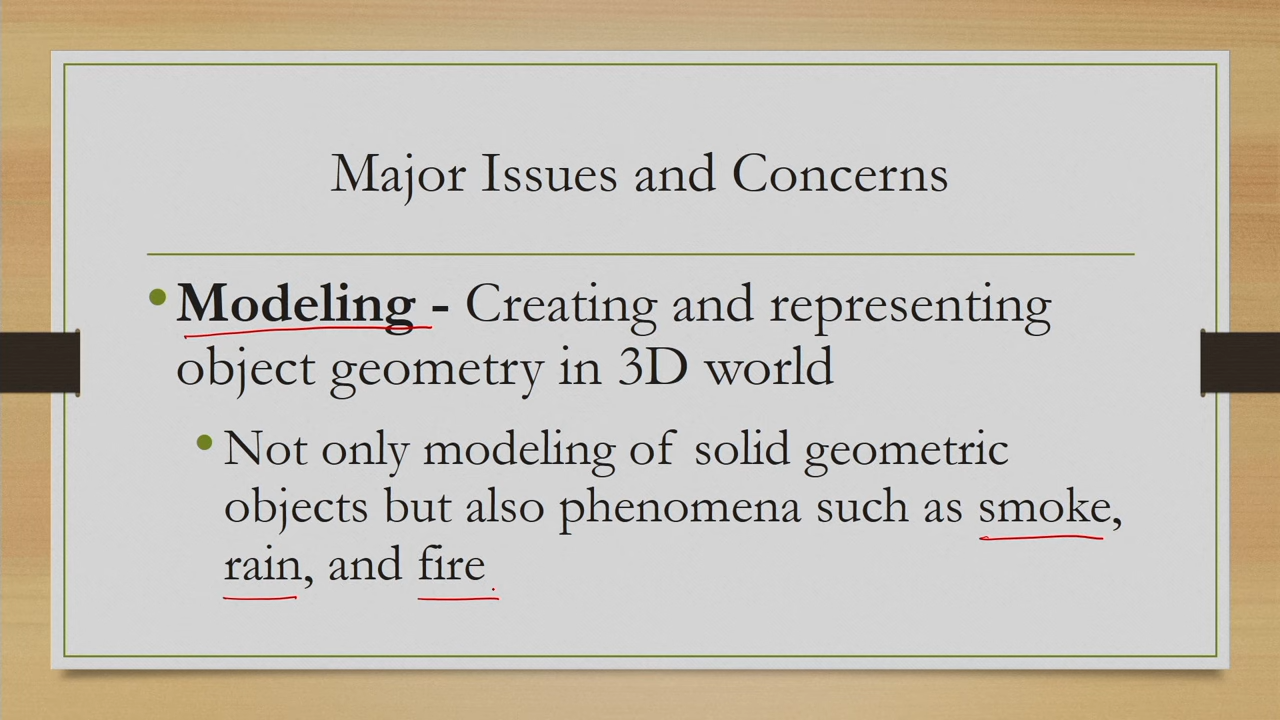 Major Issues and Concerns
• Modeling - Creating and representing
object geometry in 3D world
• Not only modeling of solid geometric
objects but also phenomena such as smoke,
rain, and fire